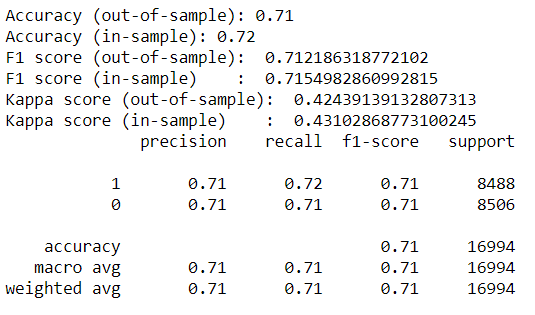 Accuracy (out-of-sample): 0.71
Accuracy (in-sample): 0.72
F1 score (out-of-sample):  0.712186318772102
F1 score (in-sample)    :  0.7154982860992815
Kappa score (out-of-sample):  0.42439139132807313
Kappa score (in-sample)    :  0.43102868773100245
              precision    recall  f1-score   support

           1       0.71      0.72      0.71      8488
           0       0.71      0.71      0.71      8506

    accuracy                           0.71     16994
   macro avg       0.71      0.71      0.71     16994
weighted avg       0.71      0.71      0.71     16994